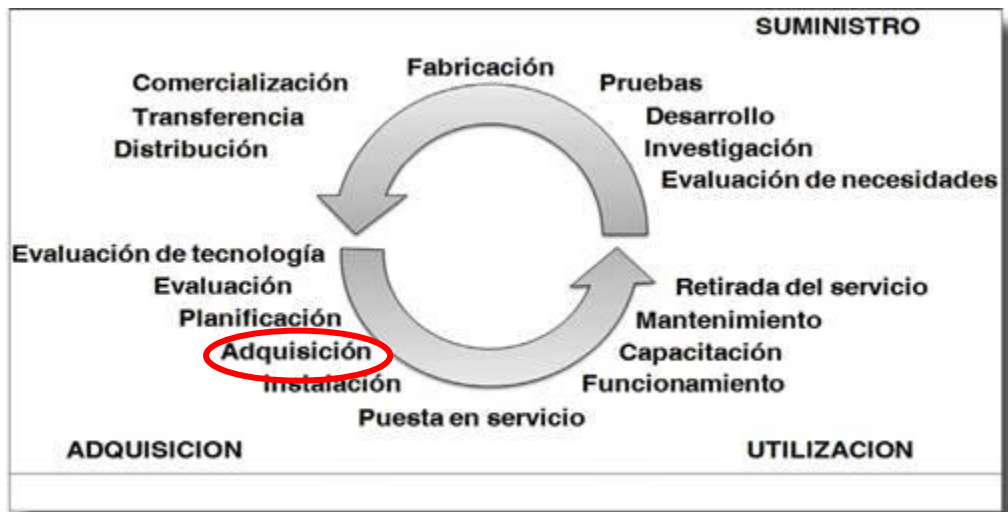 SUMINISTRO
Fabricación
Comercialización
Transferencia
Distribución
Pruebas
Desarrollo
Investigación
Evaluación de necesidades
Evaluación de tecnología
Evaluación
Planificación
Adquisición
Instalación
Puesta en servicio
Retirada del servicio
Mantenimiento
Capacitación
Funcionamiento
ADQUISICION
UTILIZACION